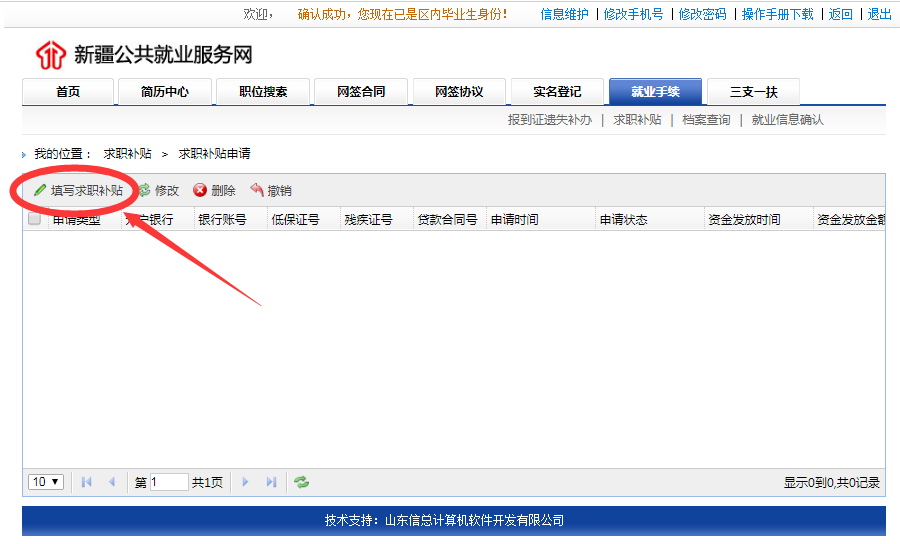 欢迎， 确认成功，您现在已是区内毕业生身份！ 信息维护 | 修改手机号 | 修改密码 | 操作手册下载 | 返回 | 退出
新疆公共就业服务网
首页 简历中心 职位搜索 网签合同 网签协议 实名登记 就业手续 三支一扶
报到证遗失补办 | 求职补贴 | 档案查询 | 就业信息确认
我的位置： 求职补贴 > 求职补贴申请
填写求职补贴 修改 删除 撤销
申请类型 户银行 银行账号 低保证号 残疾证号 贷款合同号 申请时间 申请状态 资金发放时间 资金发放金
10 第 1 共1页 显示0到0,共0记录
技术支持：山东信总计算机软件开发有限公司